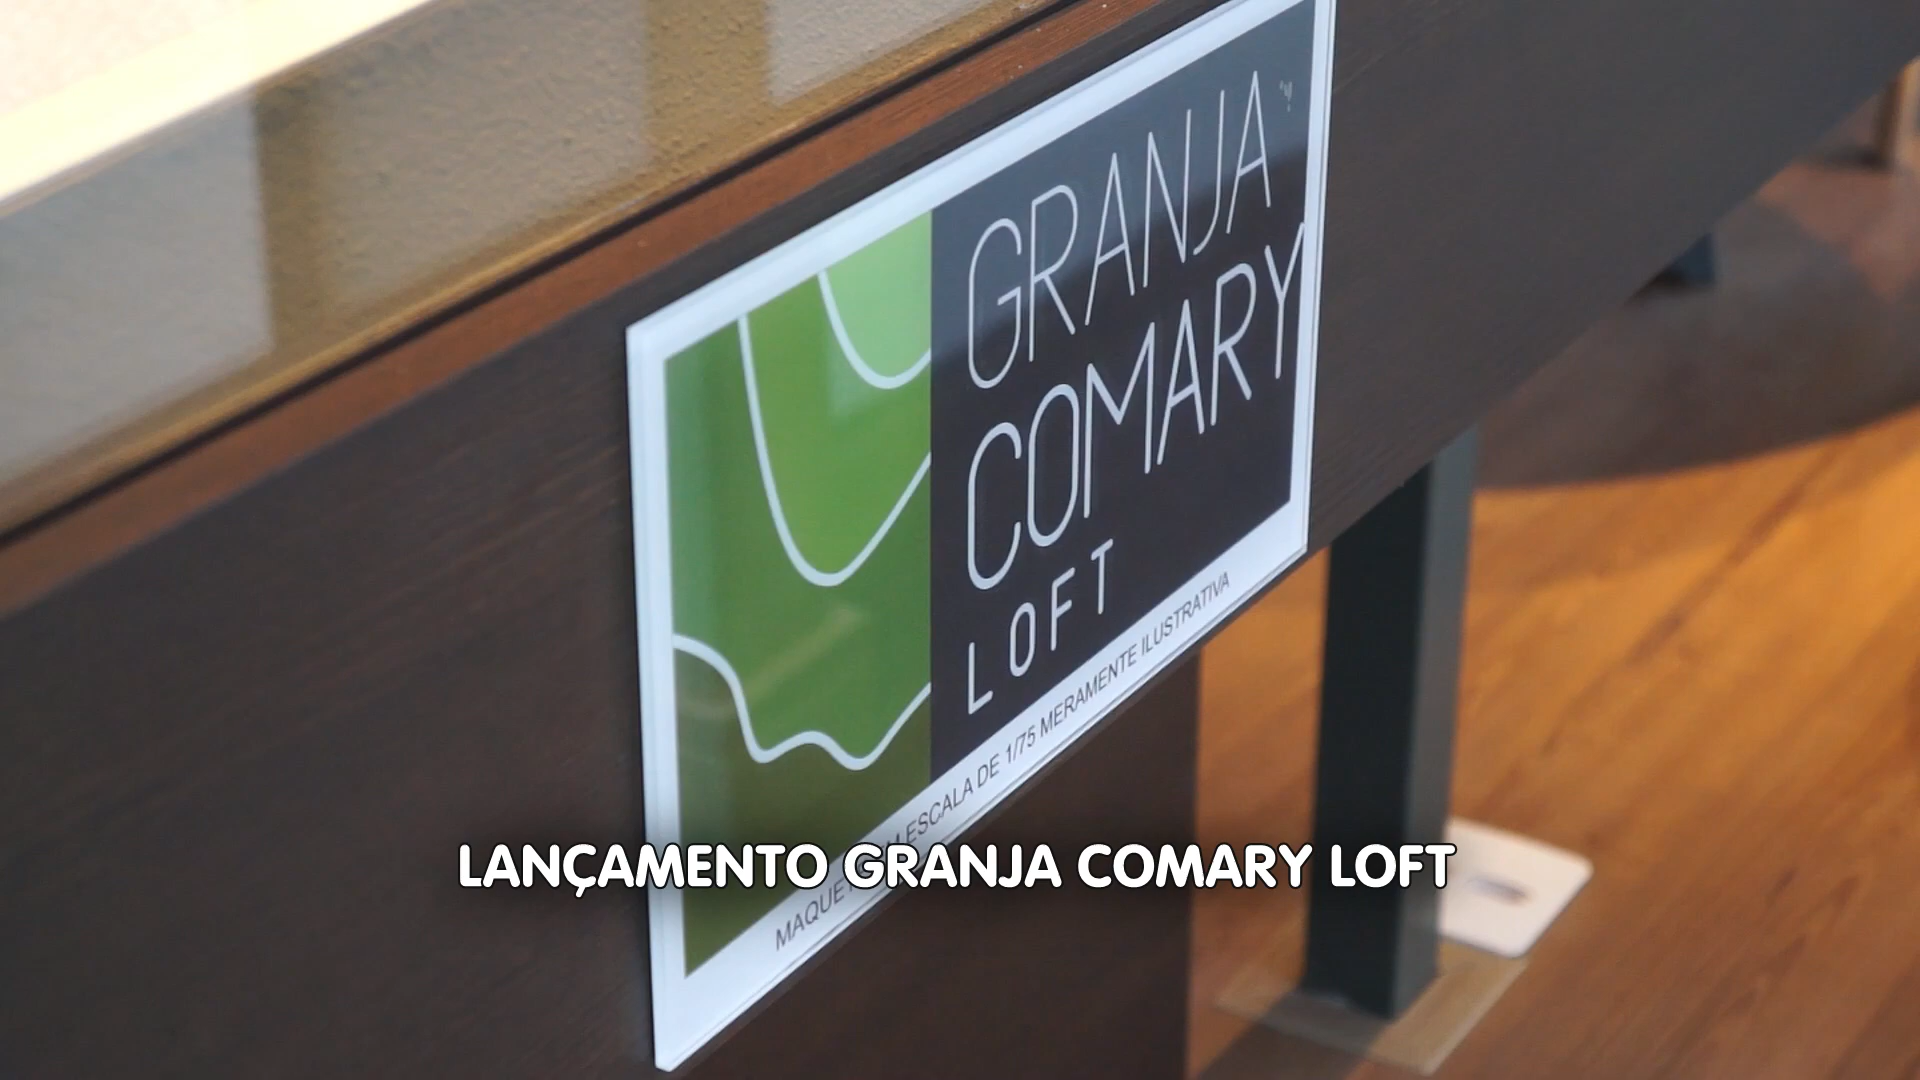 GRANJA
COMARY
LOFT
ESCALA DE 1/75 MERAMENTE ILUSTRATIVA
LANÇAMENTO GRANJA COMARY LOFT